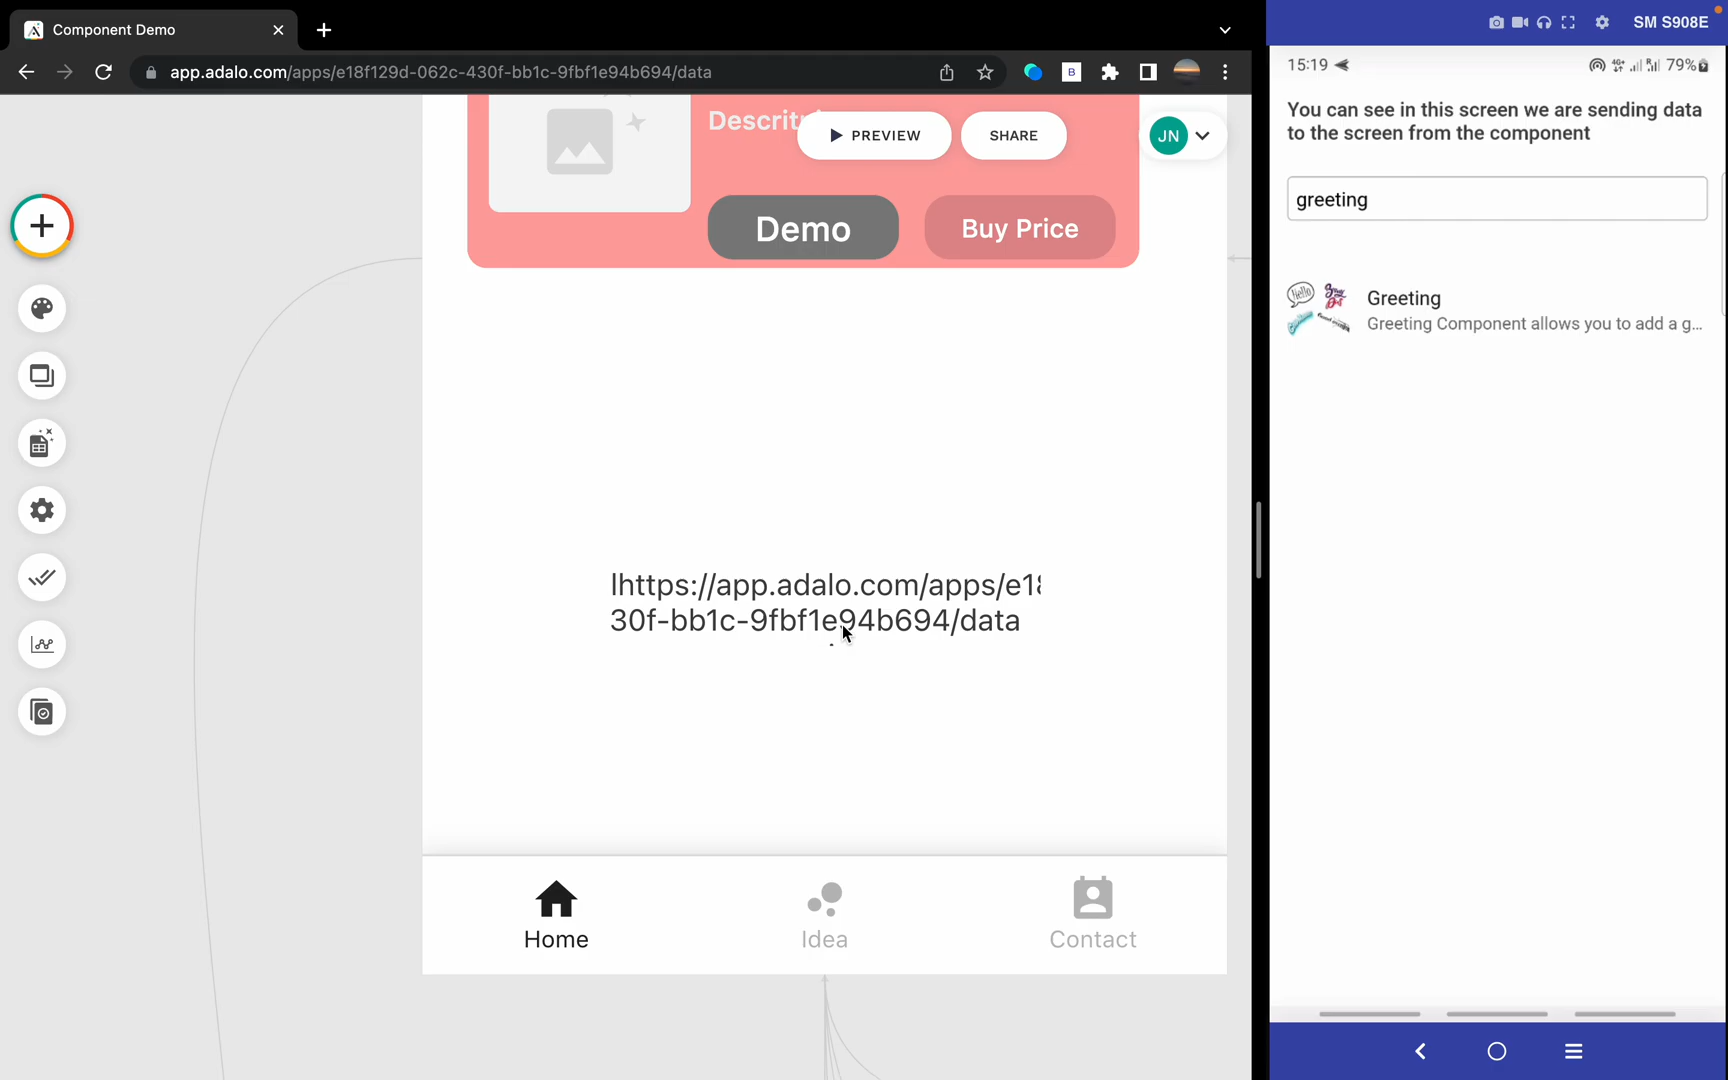 Component Demo
app.adalo.com/apps/e18f129d-062c-430f-bb1c-9fbf1e94b694/data
B
PREVIEW
SHARE
JN
Demo
Buy Price
lhttps://app.adalo.com/apps/e18
30f-bb1c-9fbf1e94b694/data
Home
Idea
Contact
SM S908E
15:19
79%
You can see in this screen we are sending data
to the screen from the component
greeting
Hello
Greeting
Greeting Component allows you to add a g...